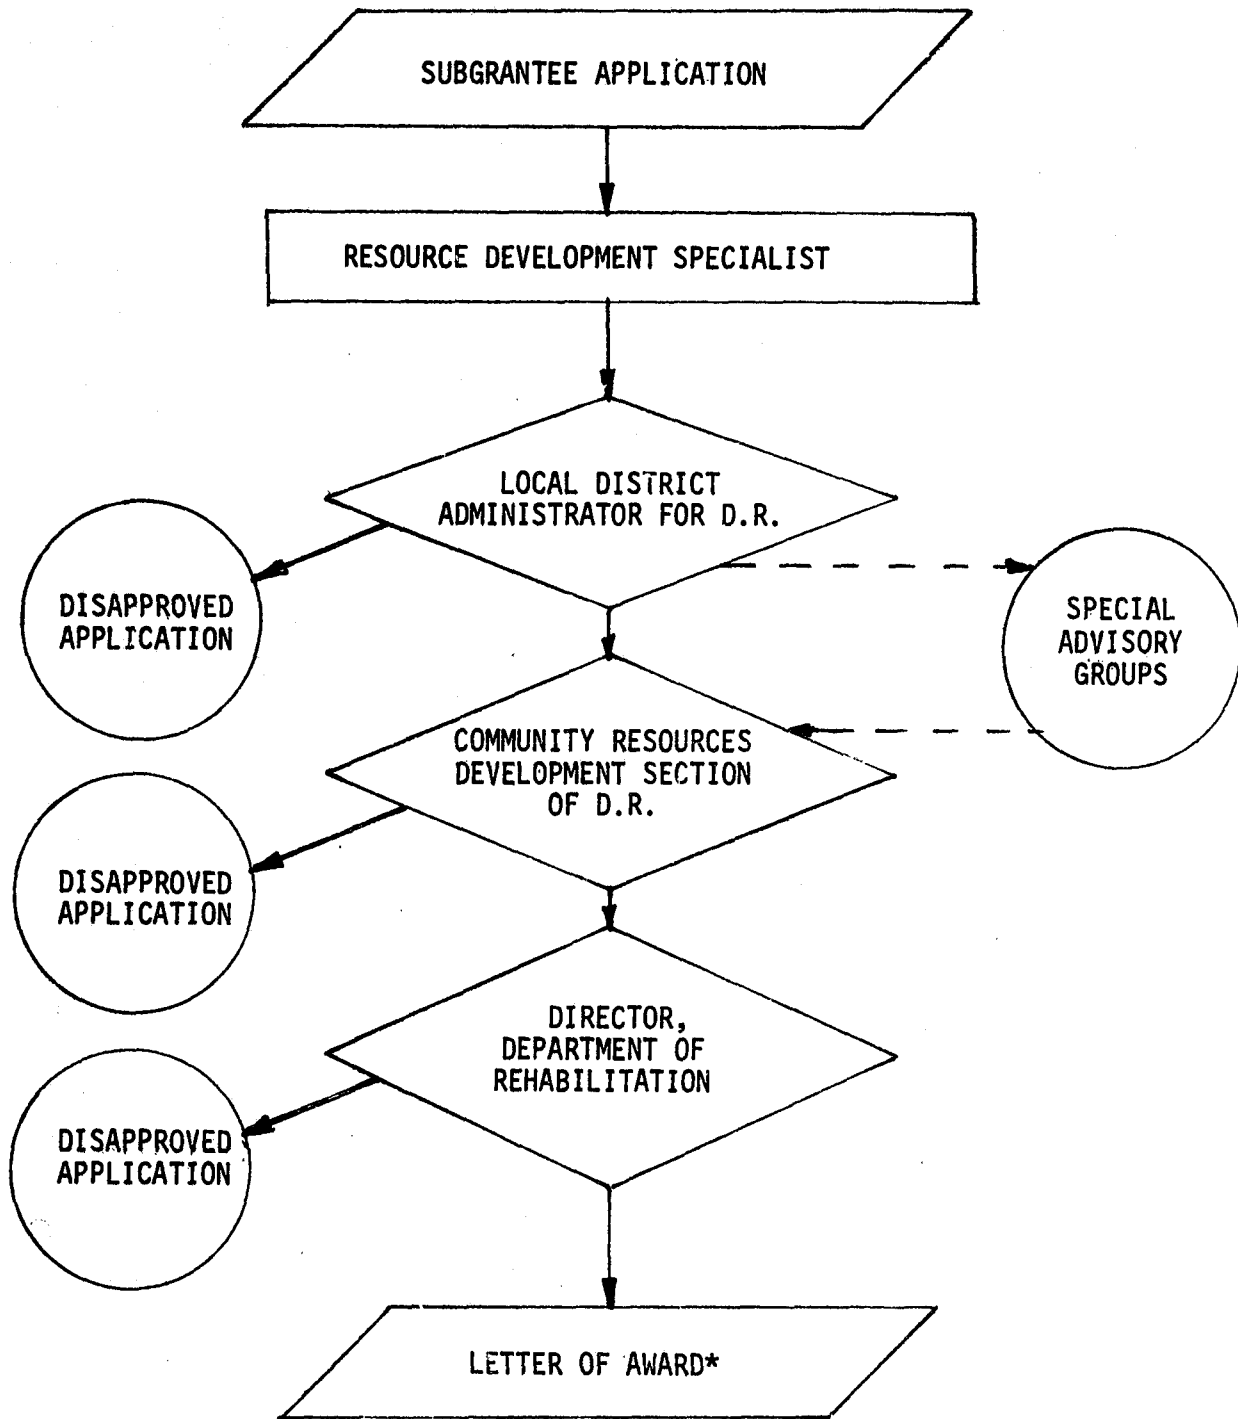 SUBGRANTEE APPLICATION
RESOURCE DEVELOPMENT SPECIALIST
LOCAL DISTRICT
ADMINISTRATOR FOR D.R.
DISAPPROVED
APPLICATION
SPECIAL
ADVISORY
GROUPS
COMMUNITY RESOURCES
DEVELOPMENT SECTION
OF D.R.
DISAPPROVED
APPLICATION
DIRECTOR,
DEPARTMENT OF
REHABILITATION
DISAPPROVED
APPLICATION
LETTER OF AWARD*